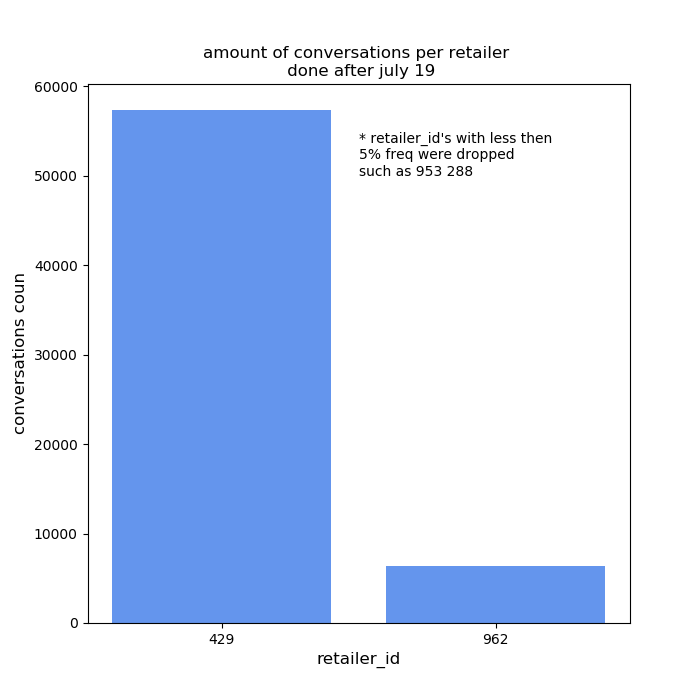 amount of conversations per retailer
done after july 19
60000
50000
40000
30000
20000
10000
0
conversations coun
* retailer_id's with less then
5% freq were dropped
such as 953 288
429
962
retailer_id